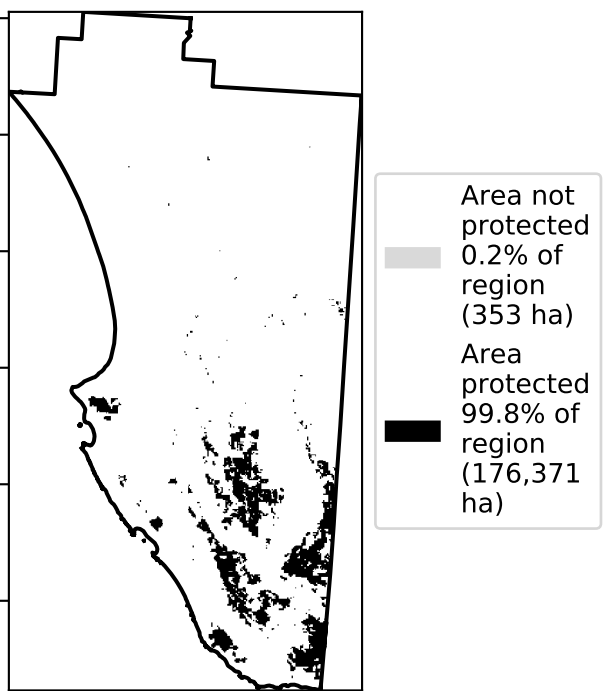 Area not
protected
0.2% of
region
(353 ha)
Area
protected
99.8% of
region
(176,371
ha)